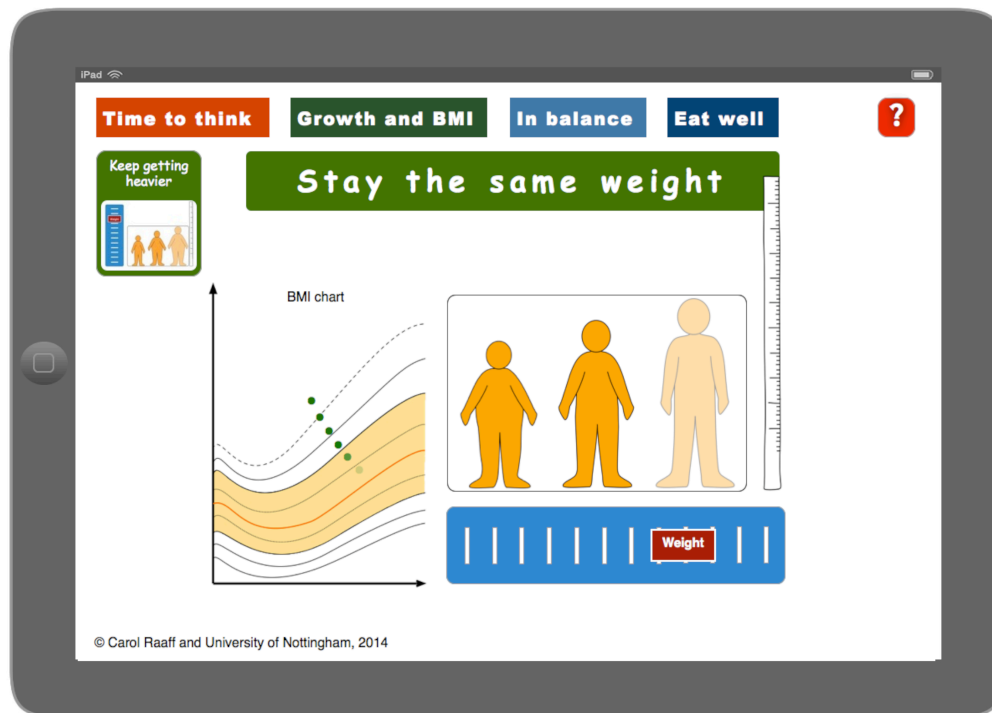 iPad
Time to think
Growth and BMI
In balance
Eat well
?
Keep getting
heavier
Stay the same weight
BMI chart
Weight
© Carol Raaff and University of Nottingham, 2014